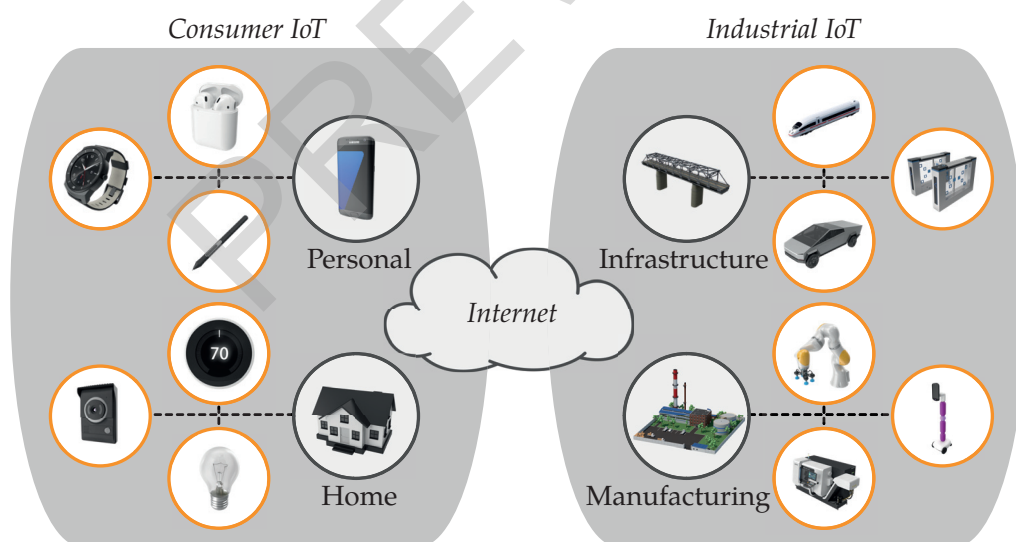 Consumer IoT
Industrial IoT
Personal
Infrastructure
Internet
70
Home
Manufacturing